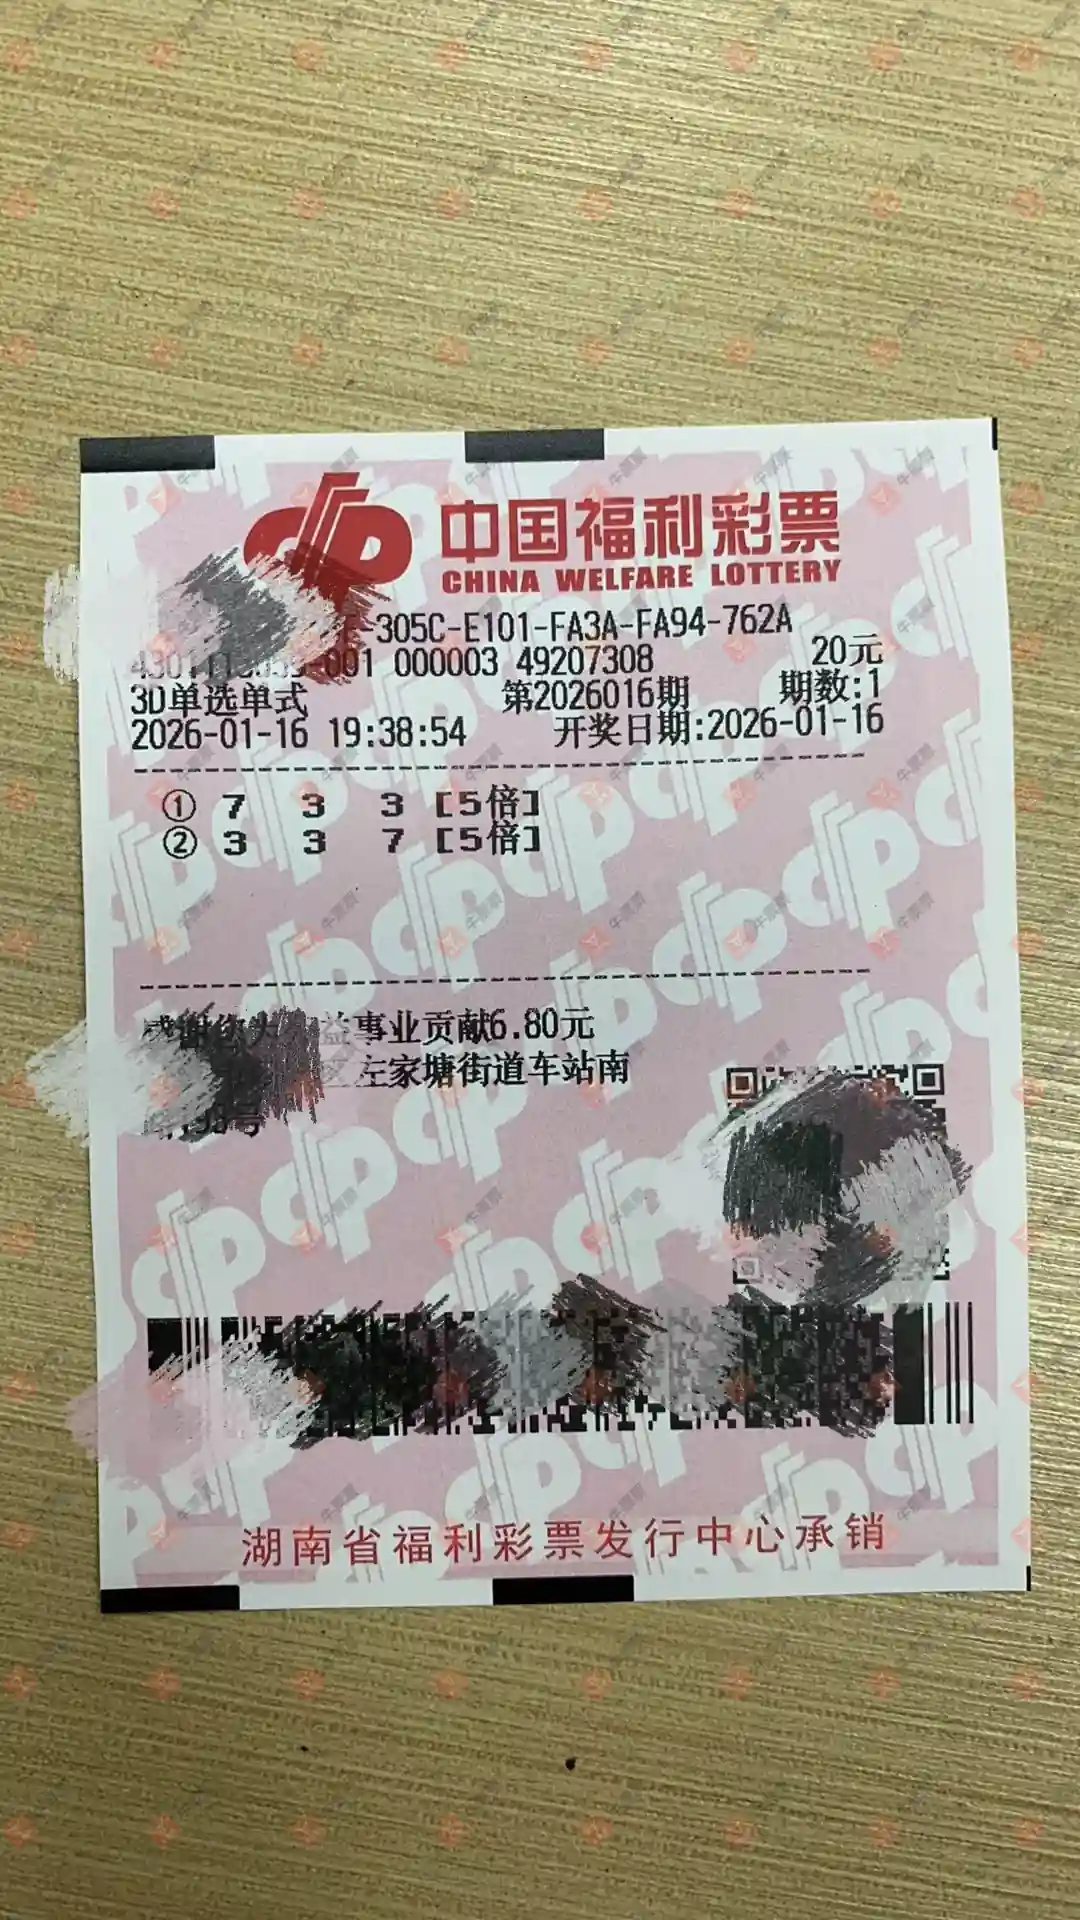 中国福利彩票
CHINA WELFARE LOTTERY
-305C-E101-FA3A-FA94-762A
-001 000003 49207308 20元
3D单选单式 第2026016期 期数:1
2026-01-16 19:38:54 开奖日期:2026-01-16
① 7 3 3 [5倍]
② 3 3 7 [5倍]
益事业贡献6.80元
区左家塘街道车站南
号
湖南省福利彩票发行中心承销